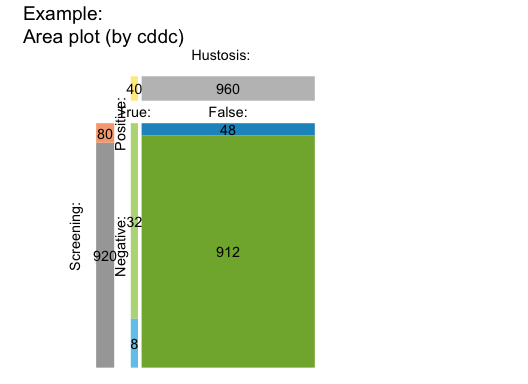 Example:
Area plot (by cddc)
Hustosis:
40
960
True:
False:
Positive:
80
48
32
Screening:
Negative:
920
912
8